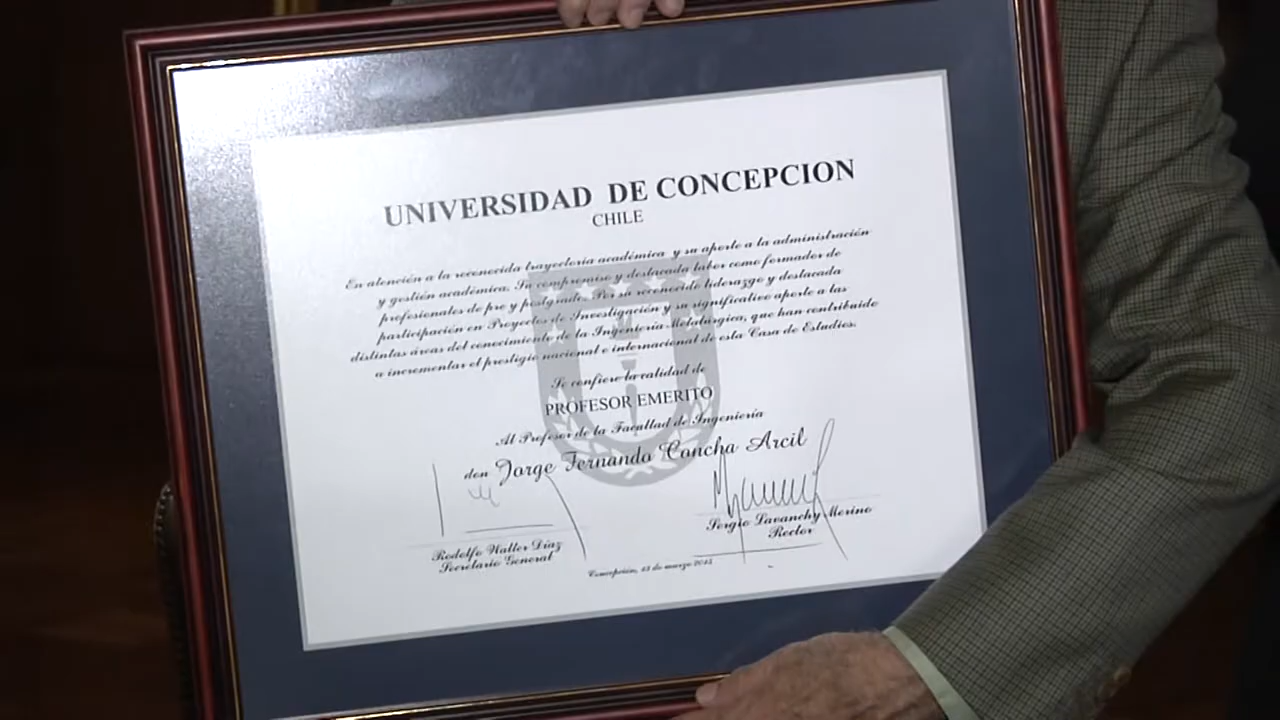 UNIVERSIDAD DE CONCEPCION
CHILE
En atención a la reconocida trayectoria académica y su aporte a la administración
y gestión académica. Su compromiso y destacada labor como formador de
profesionales de pre y postgrado. Por su reconocido liderazgo y destacada
participación en Proyectos de Investigación y su significativo aporte a las
distintas áreas del conocimiento de la Ingeniería Metalúrgica, que han contribuido
a incrementar el prestigio nacional e internacional de esta Casa de Estudios.
Se confiere la calidad de
PROFESOR EMERITO
Al Profesor de la Facultad de Ingeniería
don Jorge Fernando Concha Arcil
Rodolfo Walter Díaz
Secretario General
Sergio Lavanchy Merino
Rector
Concepción, de marzo